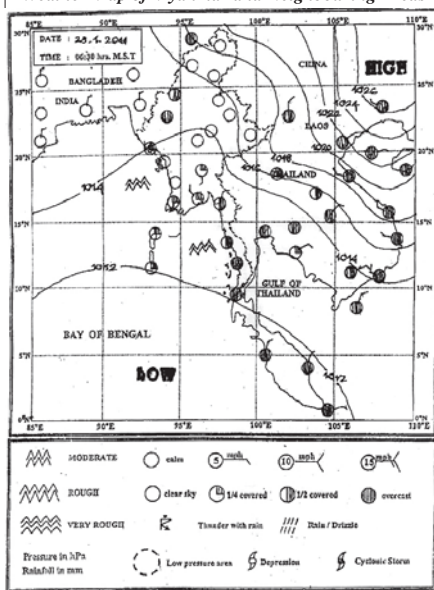 DATE : 23.1.2011
TIME : 06:30 hrs. M.S.T
CHINA
HIGH
BANGLADESH
INDIA
LAOS
1026
1024
1022
1020
1018
1016
THAILAND
1014
1014
GULF OF
THAILAND
1012
BAY OF BENGAL
LOW
1012
30°N
25°N
20°N
15°N
10°N
5°N
0°N
85°E
90°E
95°E
100°E
105°E
110°E
MODERATE
calm
5 mph
10 mph
15 mph
ROUGH
clear sky
1/4 covered
1/2 covered
overcast
VERY ROUGH
Thunder with rain
Rain / Drizzle
Pressure in hPa
Rainfall in mm
Low pressure area
Depression
Cyclonic Storm